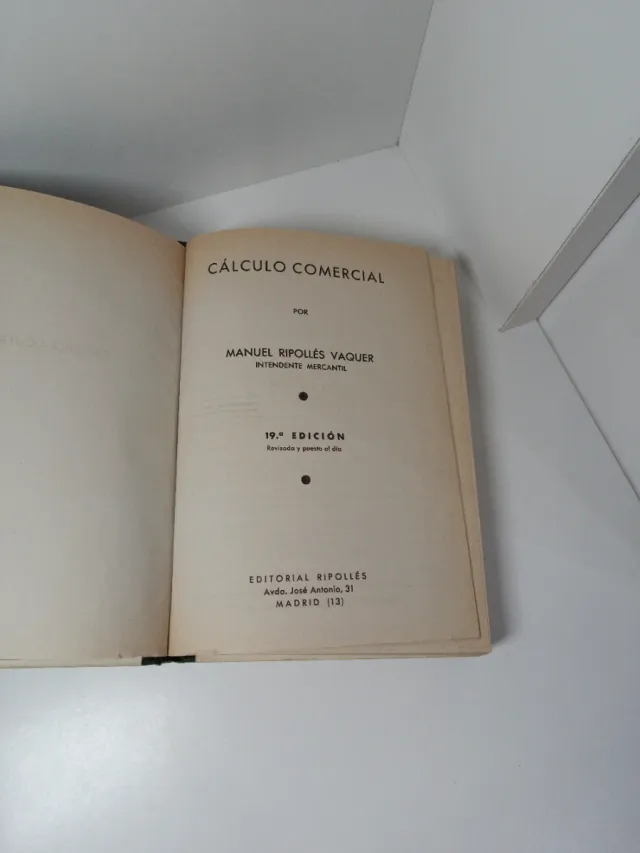 CÁLCULO COMERCIAL
POR
MANUEL RIPOLLÉS VAQUER
INTENDENTE MERCANTIL
19.ª EDICIÓN
Revisada y puesta al día
EDITORIAL RIPOLLÉS
Avda. José Antonio, 31
MADRID (13)